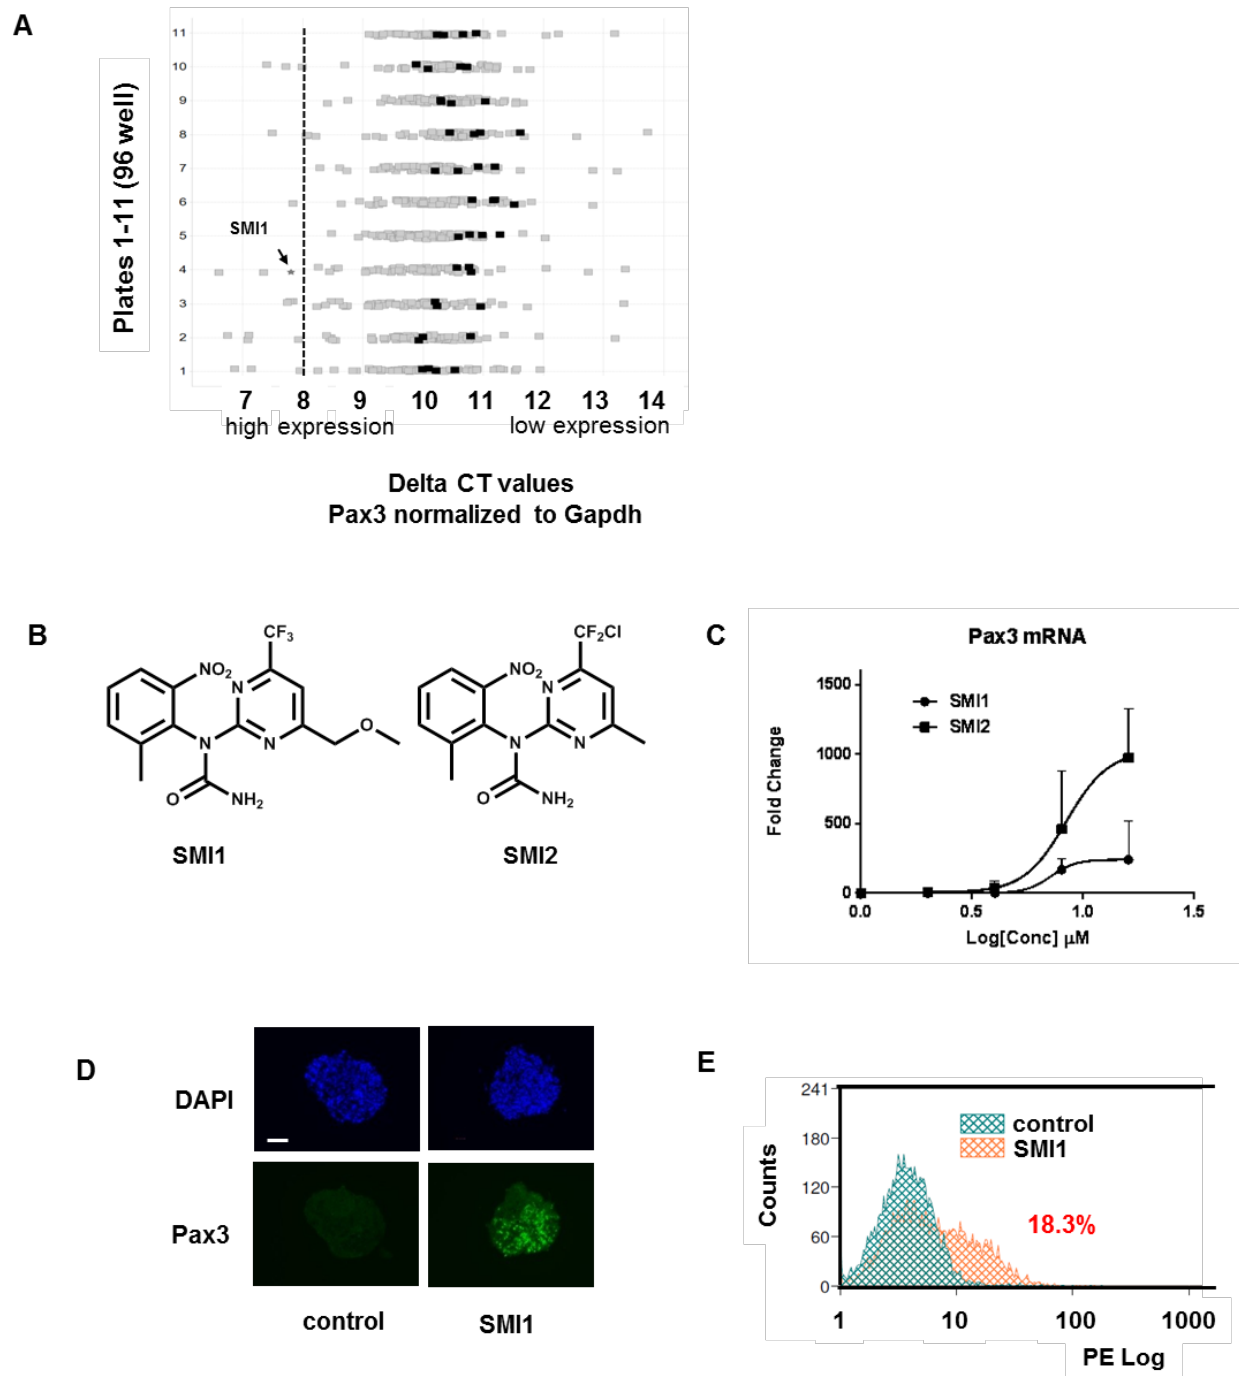 A
Plates 1-11 (96 well)
11
10
9
8
7
6
5
4
3
2
1
SMI1
7 8 9 10 11 12 13 14
high expression low expression
Delta CT values
Pax3 normalized to Gapdh
B
CF3
NO2
N
N
N
O
O
NH2
SMI1
CF2Cl
NO2
N
N
N
O
NH2
SMI2
C
Pax3 mRNA
Fold Change
1500
1000
500
0
SMI1
SMI2
0.0 0.5 1.0 1.5
Log[Conc] μM
D
DAPI
Pax3
control SMI1
E
Counts
241
180
120
60
0
control
SMI1
18.3%
1 10 100 1000
PE Log